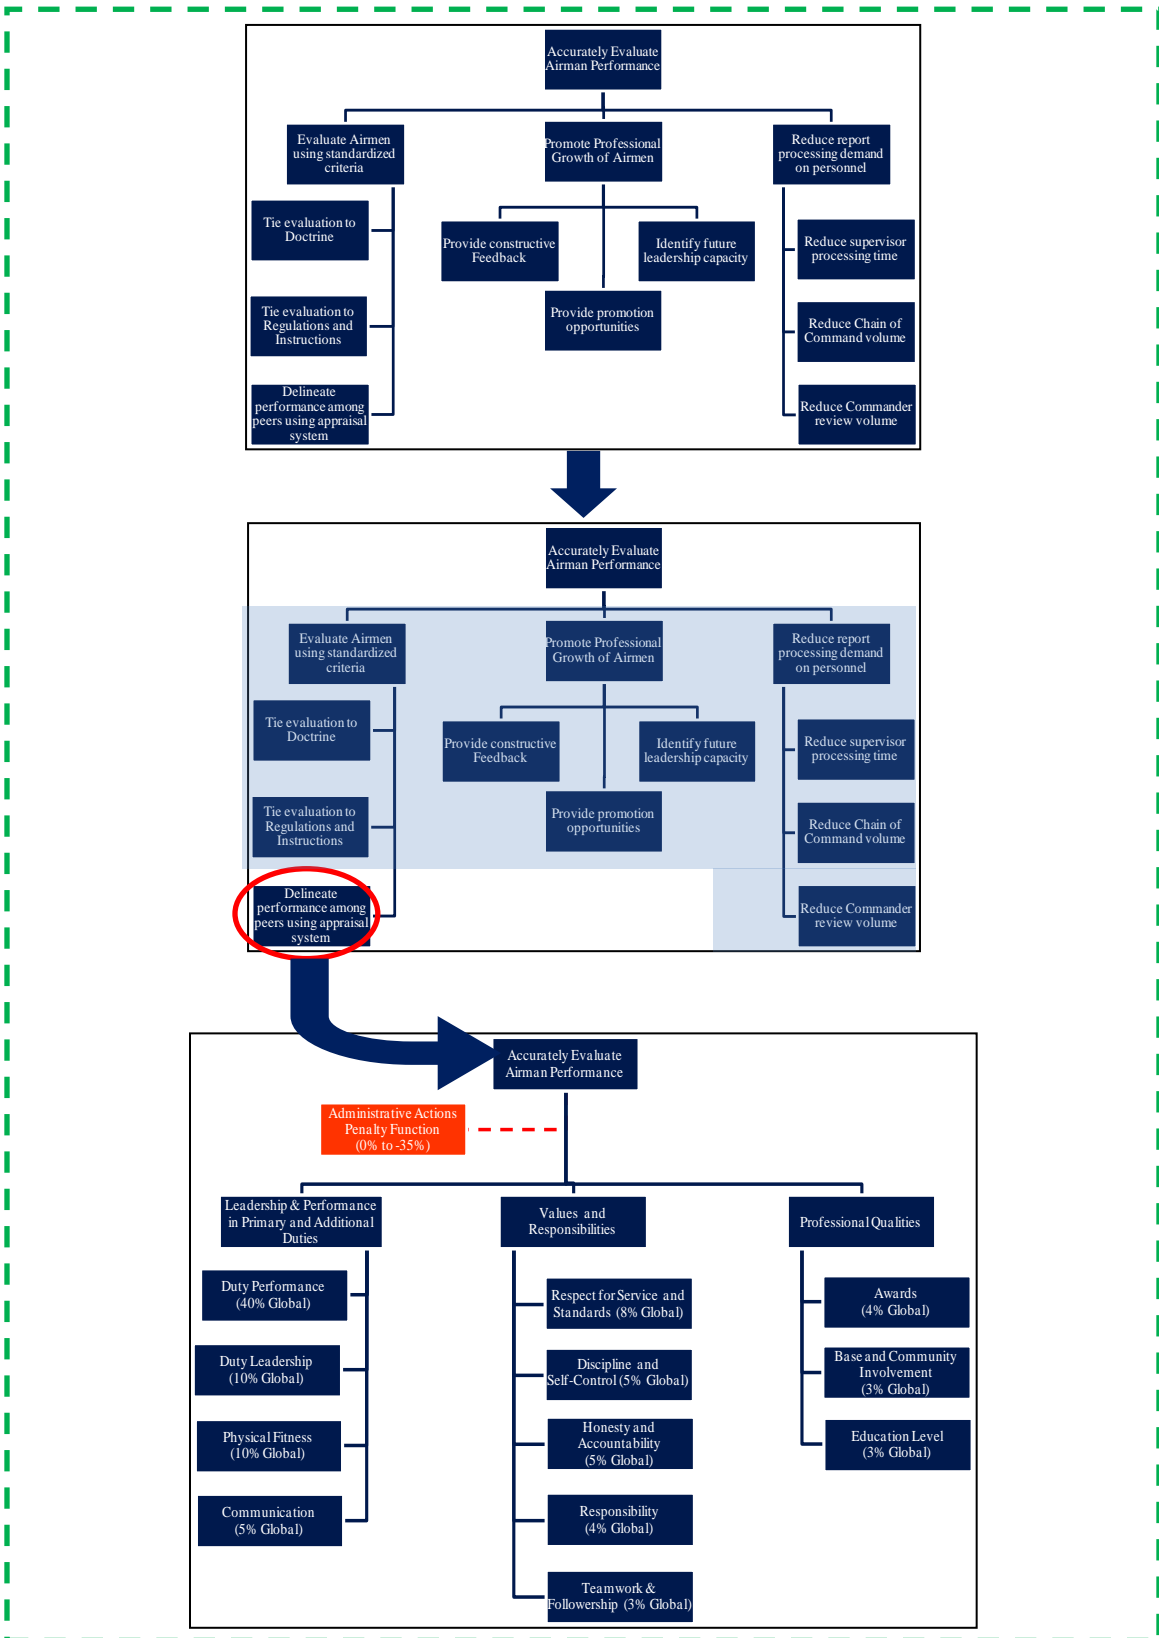 Accurately Evaluate
Airman Performance
Evaluate Airmen
using standardized
criteria
Promote Professional
Growth of Airmen
Reduce report
processing demand
on personnel
Tie evaluation to
Doctrine
Provide constructive
Feedback
Identify future
leadership capacity
Reduce supervisor
processing time
Tie evaluation to
Regulations and
Instructions
Provide promotion
opportunities
Reduce Chain of
Command volume
Delineate
performance among
peers using appraisal
system
Reduce Commander
review volume
Accurately Evaluate
Airman Performance
Evaluate Airmen
using standardized
criteria
Promote Professional
Growth of Airmen
Reduce report
processing demand
on personnel
Tie evaluation to
Doctrine
Provide constructive
Feedback
Identify future
leadership capacity
Reduce supervisor
processing time
Tie evaluation to
Regulations and
Instructions
Provide promotion
opportunities
Reduce Chain of
Command volume
Delineate
performance among
peers using appraisal
system
Reduce Commander
review volume
Accurately Evaluate
Airman Performance
Administrative Actions
Penalty Function
(0% to -35%)
Leadership & Performance
in Primary and Additional
Duties
Duty Performance
(40% Global)
Duty Leadership
(10% Global)
Physical Fitness
(10% Global)
Communication
(5% Global)
Values and
Responsibilities
Respect for Service and
Standards (8% Global)
Discipline and
Self-Control (5% Global)
Honesty and
Accountability
(5% Global)
Responsibility
(4% Global)
Teamwork &
Followership (3% Global)
Professional Qualities
Awards
(4% Global)
Base and Community
Involvement
(3% Global)
Education Level
(3% Global)